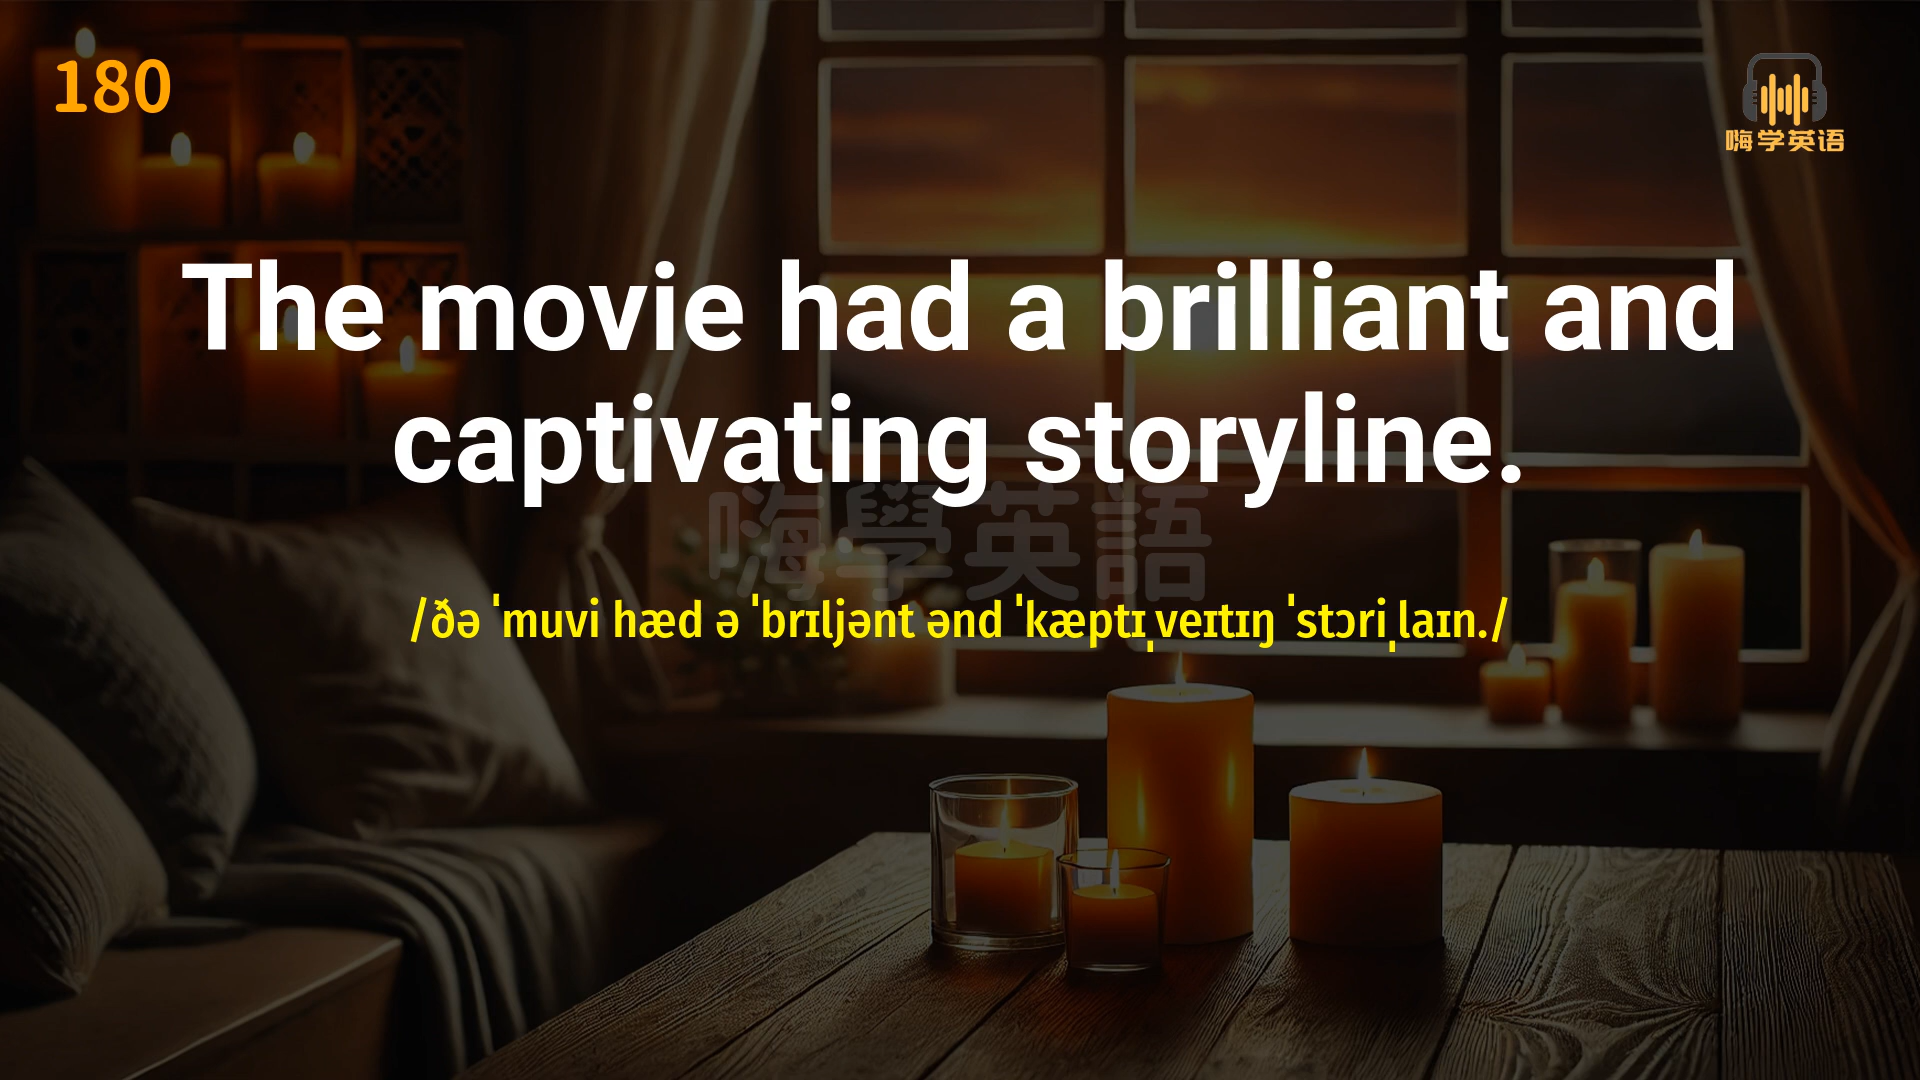 180
嗨学英语
The movie had a brilliant and
captivating storyline.
嗨學英語
/ðə ˈmuvi hæd ə ˈbrɪljənt ənd ˈkæptɪˌveɪtɪŋ ˈstɔriˌlaɪn./